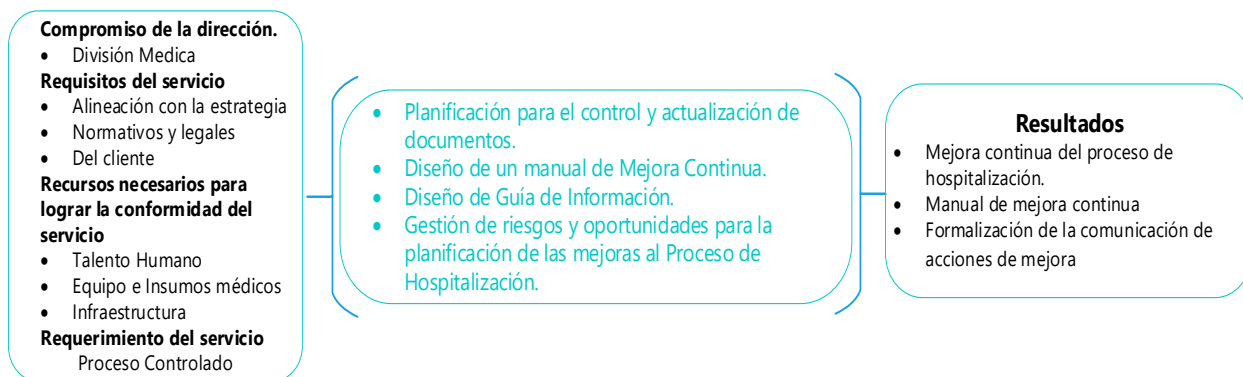 Compromiso de la dirección.
• División Medica
Requisitos del servicio
• Alineación con la estrategia
• Normativos y legales
• Del cliente
Recursos necesarios para
lograr la conformidad del
servicio
• Talento Humano
• Equipo e Insumos médicos
• Infraestructura
Requerimiento del servicio
Proceso Controlado
• Planificación para el control y actualización de
documentos.
• Diseño de un manual de Mejora Continua.
• Diseño de Guía de Información.
• Gestión de riesgos y oportunidades para la
planificación de las mejoras al Proceso de
Hospitalización.
Resultados
• Mejora continua del proceso de
hospitalización.
• Manual de mejora continua
• Formalización de la comunicación de
acciones de mejora